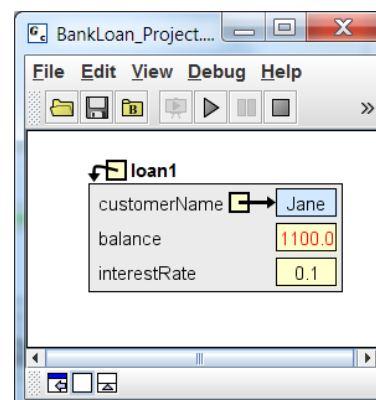 BankLoan_Project....
File Edit View Debug Help
loan1
customerName Jane
balance 1100.0
interestRate 0.1